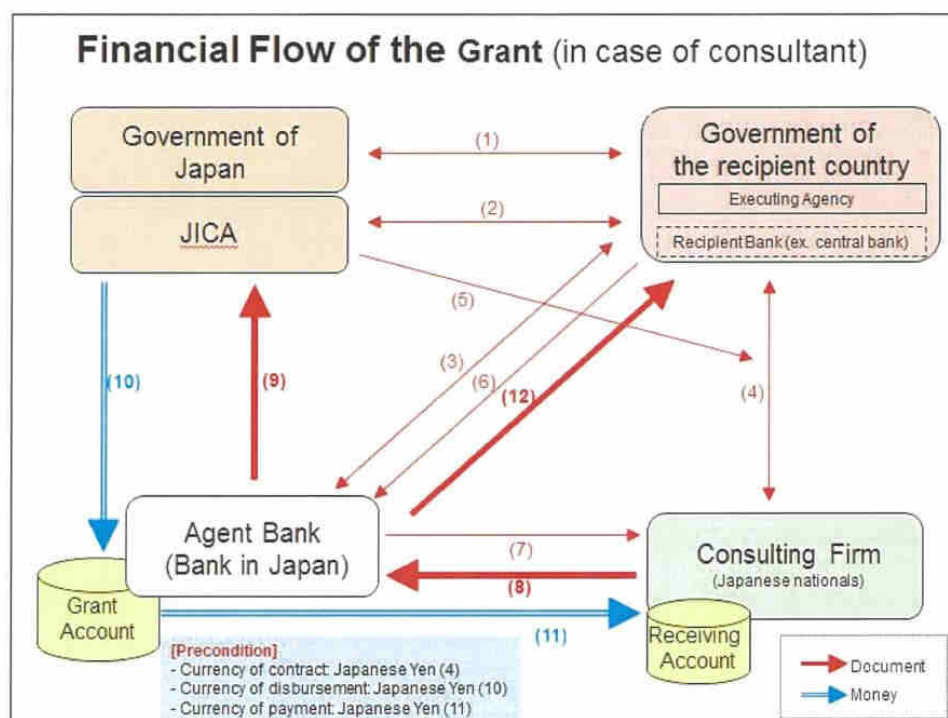 Financial Flow of the Grant (in case of consultant)
Government of
Japan
JICA
Government of
the recipient country
Executing Agency
Recipient Bank (ex. central bank)
(1)
(2)
(5)
(3)
(6)
(12)
(4)
(10)
(9)
Agent Bank
(Bank in Japan)
(7)
(8)
Consulting Firm
(Japanese nationals)
Grant
Account
(11)
Receiving
Account
[Precondition]
- Currency of contract: Japanese Yen (4)
- Currency of disbursement: Japanese Yen (10)
- Currency of payment: Japanese Yen (11)
Document
Money